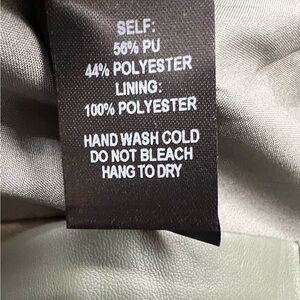 SELF:
56% PU
44% POLYESTER
LINING:
100% POLYESTER
HAND WASH COLD
DO NOT BLEACH
HANG TO DRY